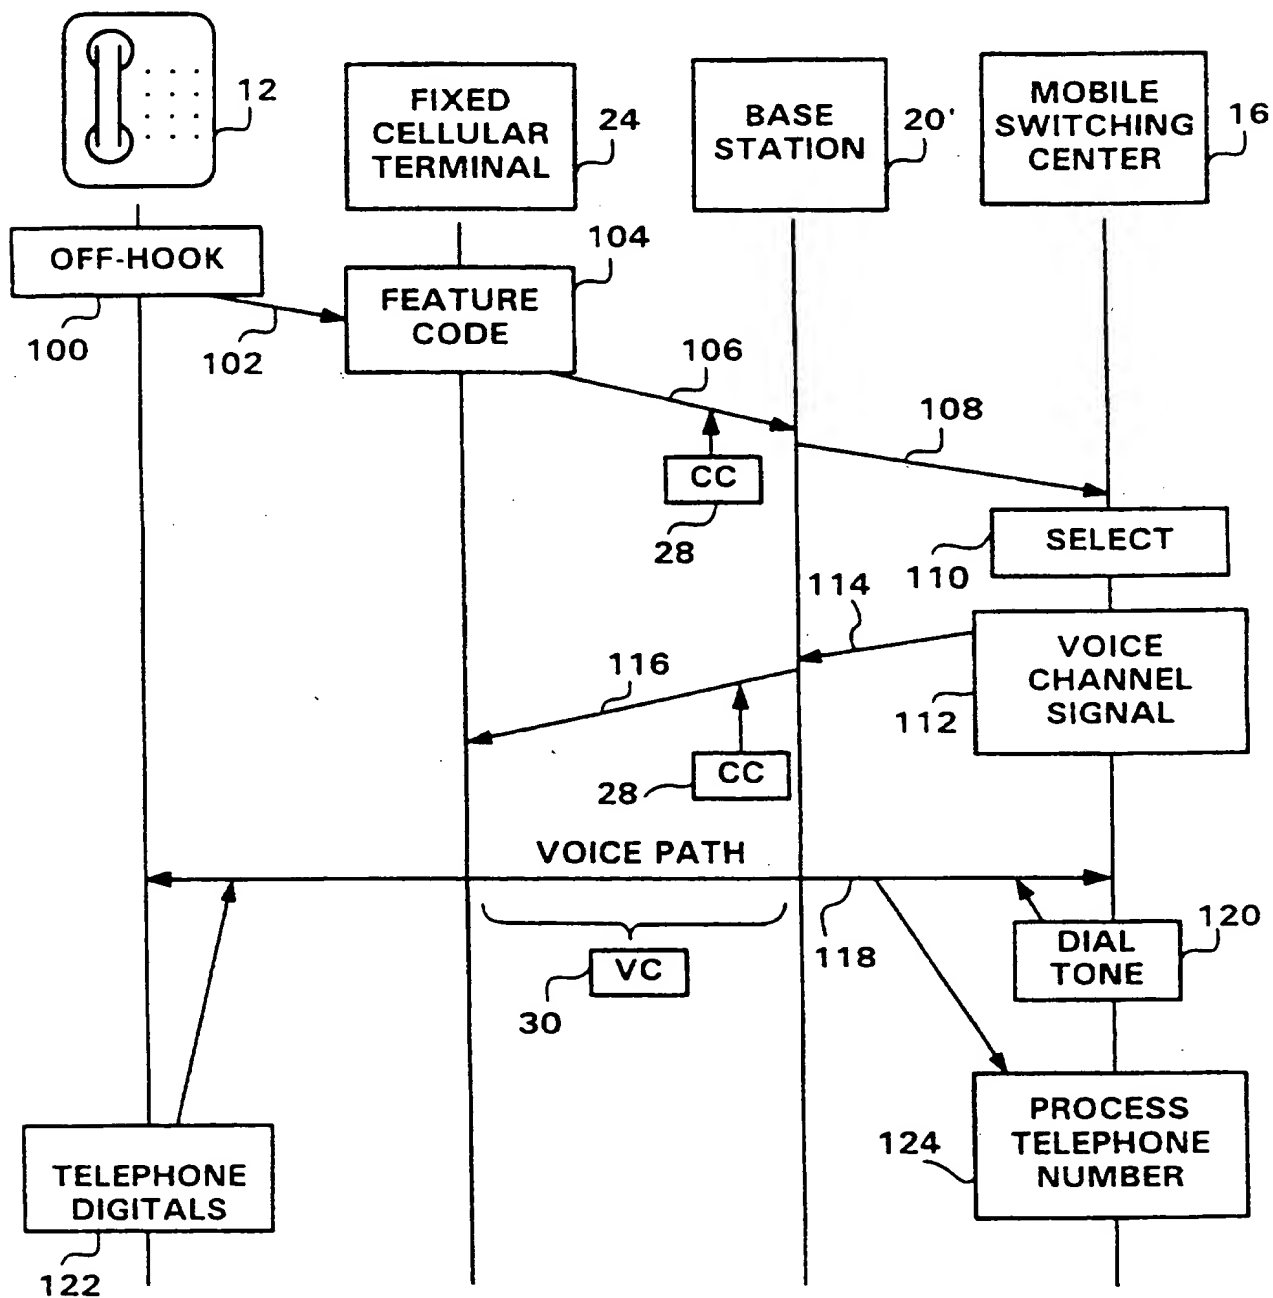 12
FIXED
CELLULAR
TERMINAL
24
BASE
STATION
20'
MOBILE
SWITCHING
CENTER
16
OFF-HOOK
100
102
FEATURE
CODE
104
106
CC
28
108
SELECT
110
VOICE
CHANNEL
SIGNAL
112
114
116
CC
28
VOICE PATH
118
VC
30
DIAL
TONE
120
TELEPHONE
DIGITALS
122
PROCESS
TELEPHONE
NUMBER
124